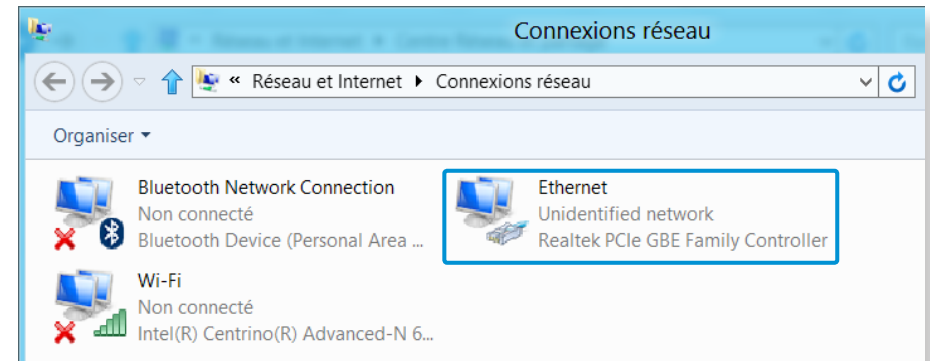 Connexions réseau
« Réseau et Internet Connexions réseau
Organiser
Bluetooth Network Connection
Non connecté
Bluetooth Device (Personal Area ...
Ethernet
Unidentified network
Realtek PCIe GBE Family Controller
Wi-Fi
Non connecté
Intel(R) Centrino(R) Advanced-N 6...